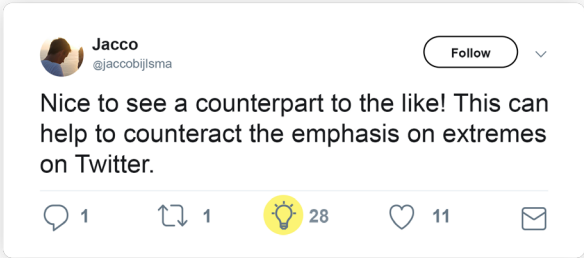 Jacco
@jaccobijlsma
Follow
Nice to see a counterpart to the like! This can
help to counteract the emphasis on extremes
on Twitter.
1 1 28 11